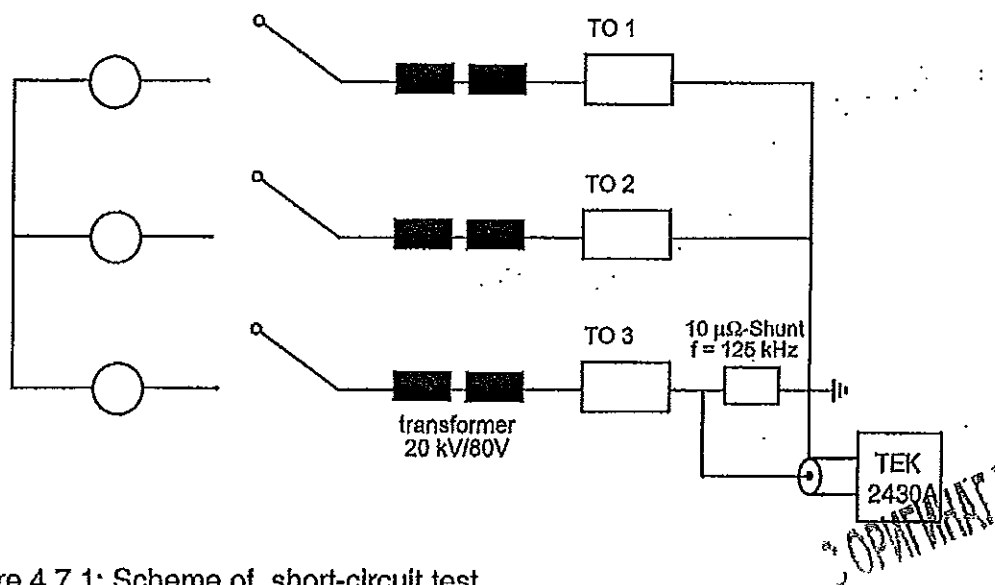 TO 1
TO 2
TO 3
10 µΩ-Shunt
f = 125 kHz
transformer
20 kV/80V
TEK
2430A
re 4.7.1: Scheme of short-circuit test